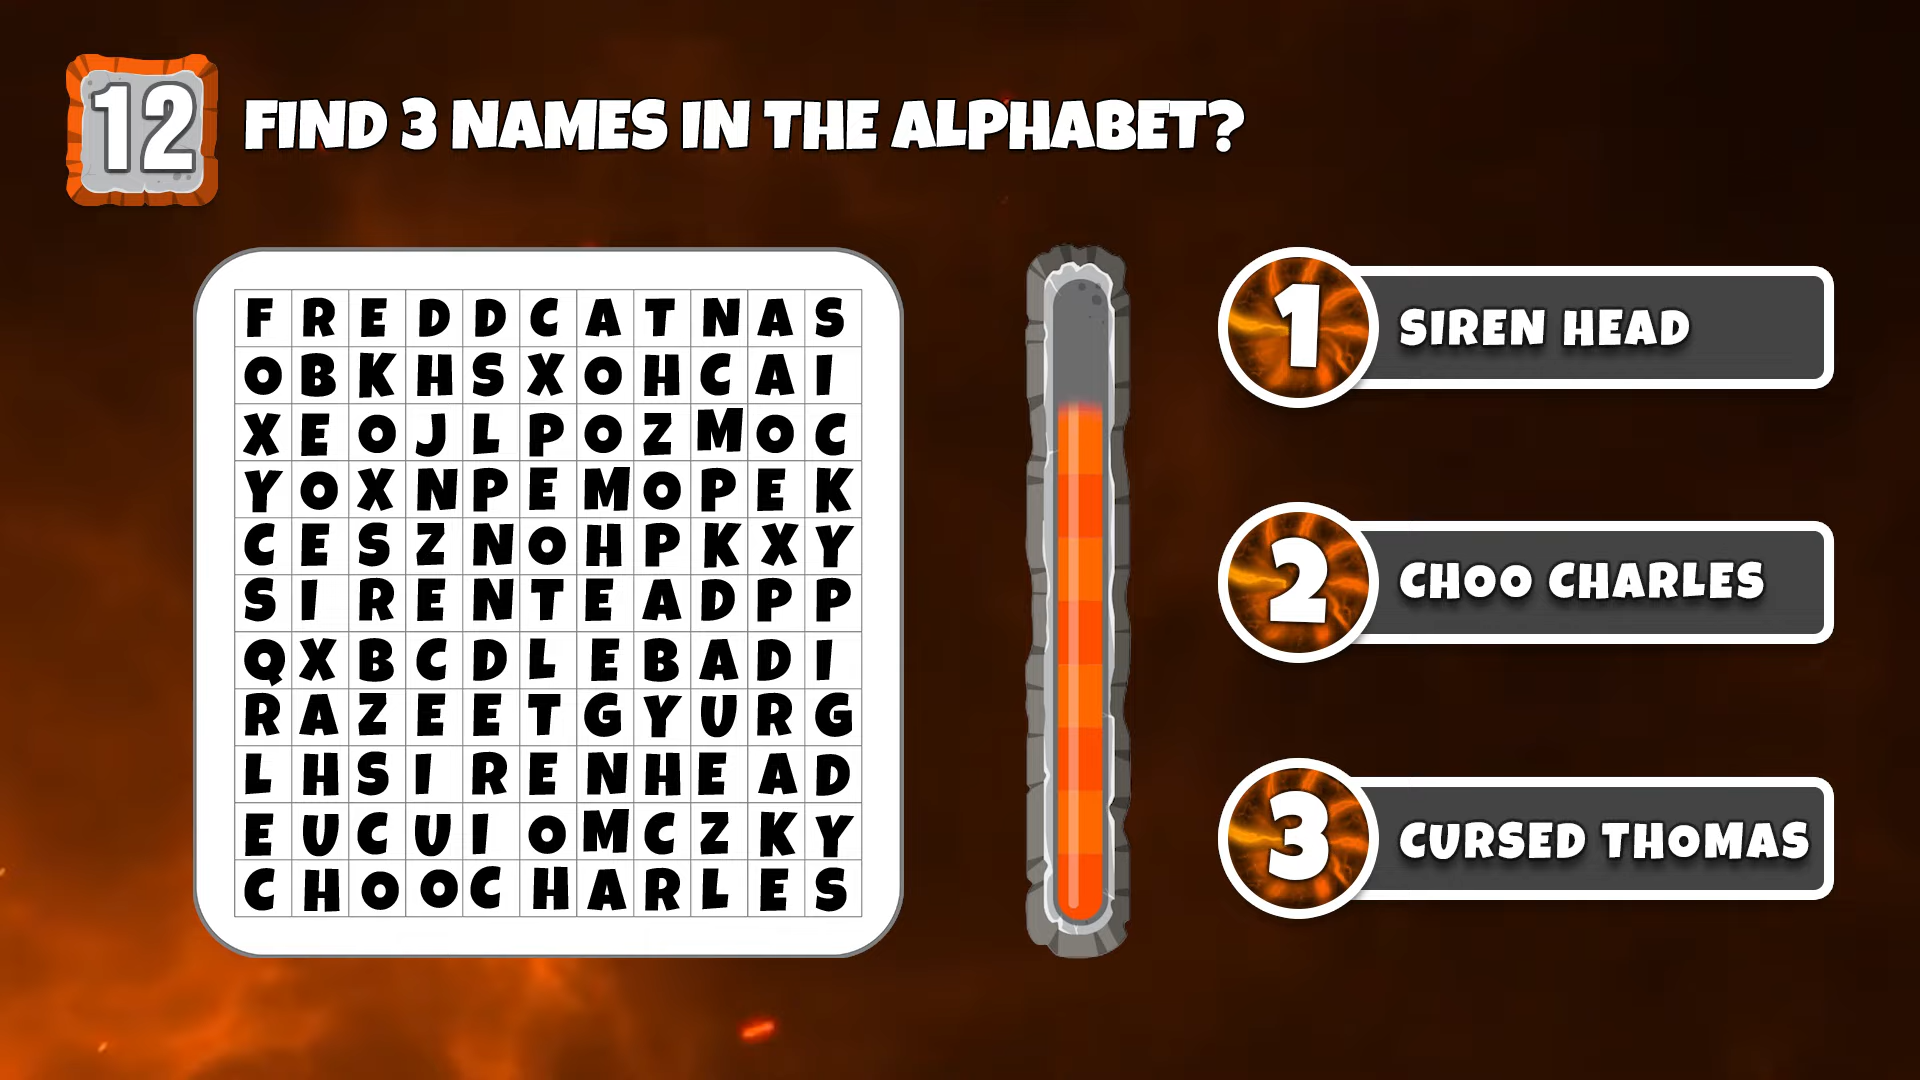 12
FIND 3 NAMES IN THE ALPHABET?
F R E D D C A T N A S
O B K H S X O H C A I
X E O J L P O Z M O C
Y O X N P E M O P E K
C E S Z N O H P K X Y
S I R E N T E A D P P
Q X B C D L E B A D I
R A Z E E T G Y U R G
L H S I R E N H E A D
E U C U I O M C Z K Y
C H O O C H A R L E S
1 SIREN HEAD
2 CHOO CHARLES
3 CURSED THOMAS